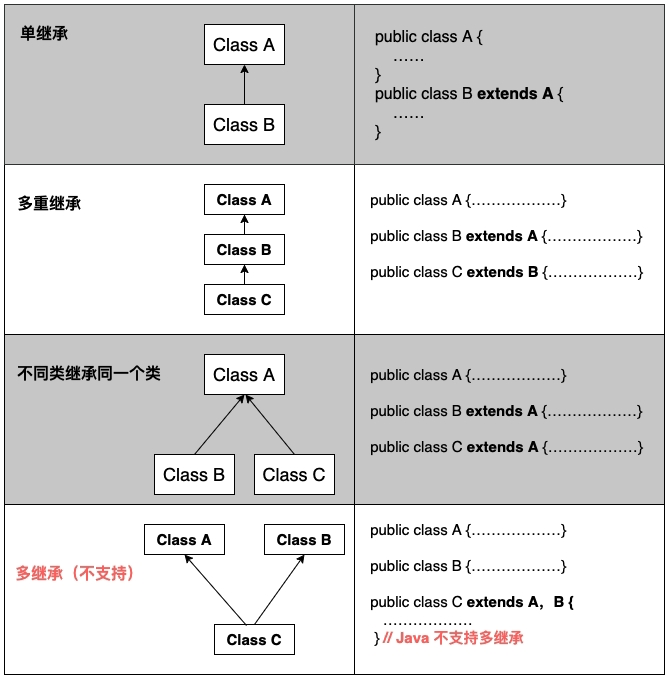 单继承
Class A
Class B
public class A {
……
}
public class B extends A {
……
}
多重继承
Class A
Class B
Class C
public class A {………………}
public class B extends A {………………}
public class C extends B {………………}
不同类继承同一个类
Class A
Class B
Class C
public class A {………………}
public class B extends A {………………}
public class C extends A {………………}
多继承（不支持）
Class A
Class B
Class C
public class A {………………}
public class B {………………}
public class C extends A，B {
………………
} // Java 不支持多继承